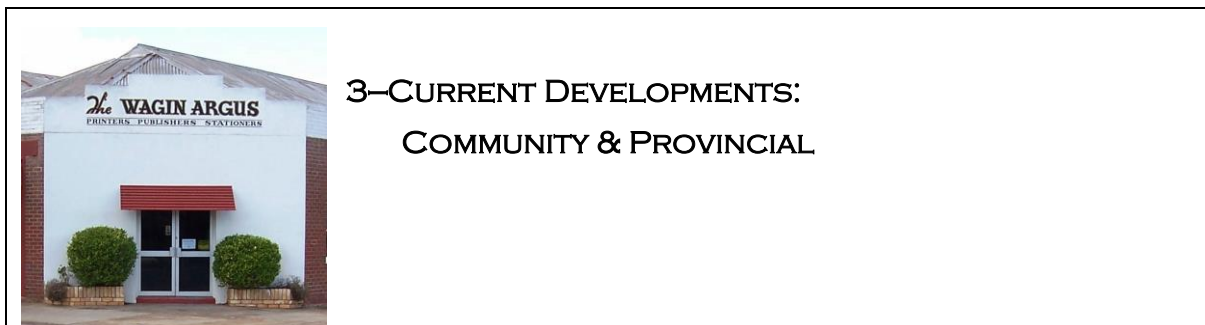 The WAGIN ARGUS
PRINTERS PUBLISHERS STATIONERS
3–CURRENT DEVELOPMENTS:
COMMUNITY & PROVINCIAL